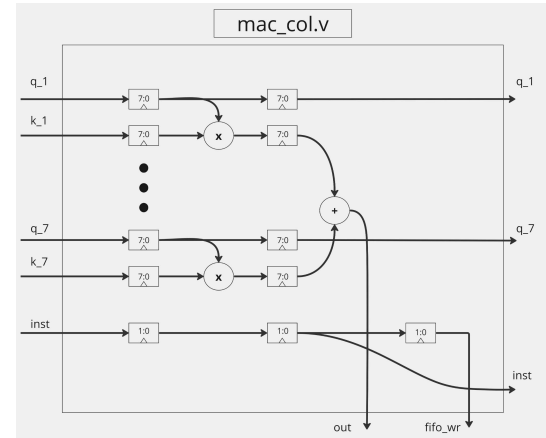 mac_col.v
q_1
7:0
7:0
q_1
k_1
7:0
x
7:0
+
q_7
7:0
7:0
q_7
k_7
7:0
x
7:0
inst
1:0
1:0
1:0
inst
out
fifo_wr